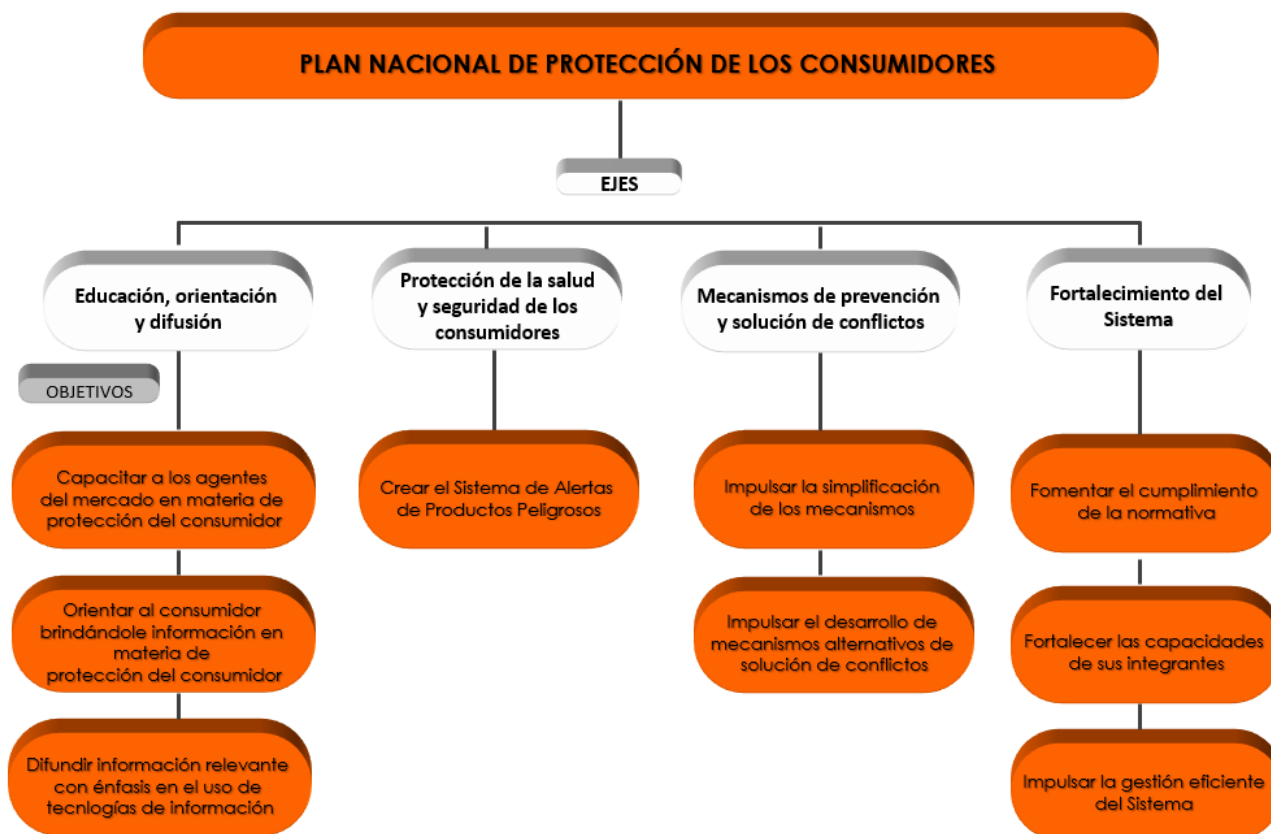 PLAN NACIONAL DE PROTECCIÓN DE LOS CONSUMIDORES
EJES
Educación, orientación
y difusión
Protección de la salud
y seguridad de los
consumidores
Mecanismos de prevención
y solución de conflictos
Fortalecimiento del
Sistema
OBJETIVOS
Capacitar a los agentes
del mercado en materia de
protección del consumidor
Crear el Sistema de Alertas
de Productos Peligrosos
Impulsar la simplificación
de los mecanismos
Fomentar el cumplimiento
de la normativa
Orientar al consumidor
brindándole información en
materia de
protección del consumidor
Impulsar el desarrollo de
mecanismos alternativos de
solución de conflictos
Fortalecer las capacidades
de sus integrantes
Difundir información relevante
con énfasis en el uso de
tecnlogías de información
Impulsar la gestión eficiente
del Sistema